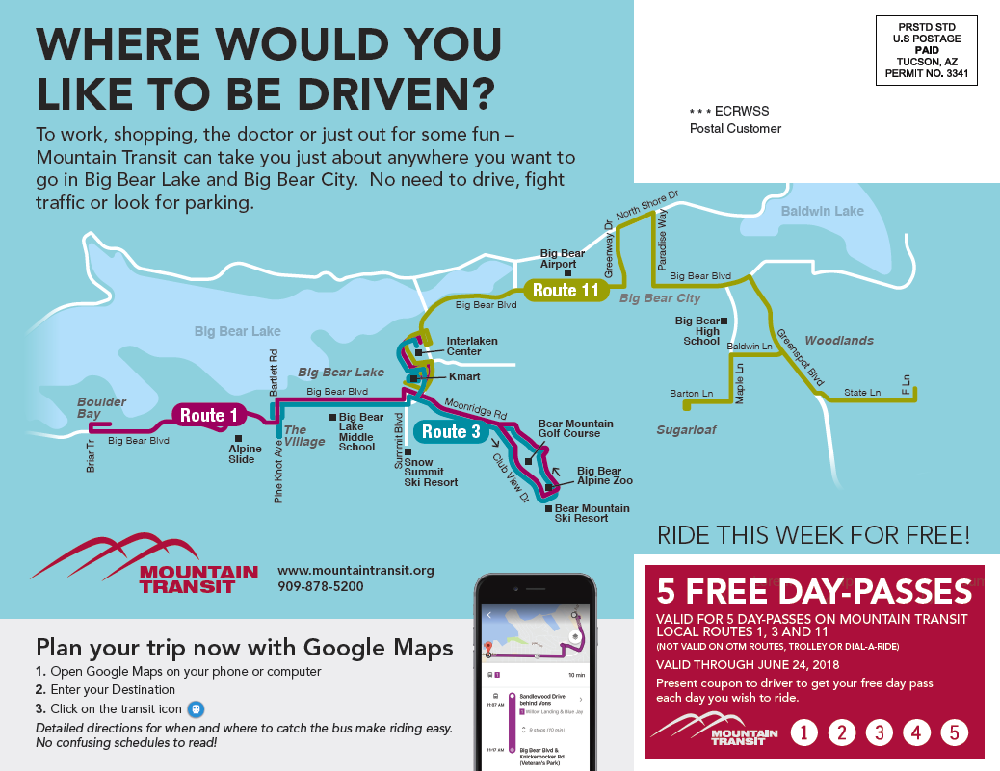 WHERE WOULD YOU
LIKE TO BE DRIVEN?
To work, shopping, the doctor or just out for some fun –
Mountain Transit can take you just about anywhere you want to
go in Big Bear Lake and Big Bear City.  No need to drive, fight
traffic or look for parking.
PRSTD STD
U.S POSTAGE
PAID
TUCSON, AZ
PERMIT NO. 3341
* * * ECRWSS
Postal Customer
Baldwin Lake
North Shore Dr
Greenway Dr
Paradise Way
Big Bear
Airport
Route 11
Big Bear Blvd
Big Bear Blvd
Big Bear City
Big Bear
High
School
Baldwin Ln
Woodlands
Greenspot Blvd
Maple Ln
Barton Ln
State Ln
F Ln
Sugarloaf
Big Bear Lake
Interlaken
Center
Kmart
Big Bear Lake
Bartlett Rd
Big Bear Blvd
Boulder
Bay
Route 1
Big Bear Blvd
Briar Tr
Alpine
Slide
The
Village
Pine Knot Ave
Big Bear
Lake
Middle
School
Summit Blvd
Snow
Summit
Ski Resort
Moonridge Rd
Route 3
Club View Dr
Bear Mountain
Golf Course
Big Bear
Alpine Zoo
Bear Mountain
Ski Resort
MOUNTAIN
TRANSIT
www.mountaintransit.org
909-878-5200
RIDE THIS WEEK FOR FREE!
5 FREE DAY-PASSES
VALID FOR 5 DAY-PASSES ON MOUNTAIN TRANSIT
LOCAL ROUTES 1, 3 AND 11
(NOT VALID ON OTM ROUTES, TROLLEY OR DIAL-A-RIDE)
VALID THROUGH JUNE 24, 2018
Present coupon to driver to get your free day pass
each day you wish to ride.
MOUNTAIN
TRANSIT
1 2 3 4 5
Plan your trip now with Google Maps
1. Open Google Maps on your phone or computer
2. Enter your Destination
3. Click on the transit icon
Detailed directions for when and where to catch the bus make riding easy.
No confusing schedules to read!
1
10 min
11:07 AM
Sandlewood Drive
behind Vons
1 Willow Landing & Blue Jay
9 stops (10 min)
11:17 AM
Big Bear Blvd &
Knickerbocker Rd
(Veteran's Park)